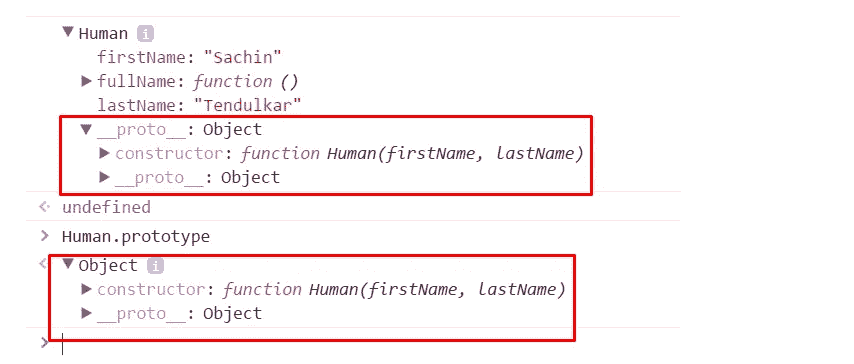 ▼ Human i
firstName: "Sachin"
▶ fullName: function ()
lastName: "Tendulkar"
▼ __proto__: Object
▶ constructor: function Human(firstName, lastName)
▶ __proto__: Object
undefined
> Human.prototype
▼ Object i
▶ constructor: function Human(firstName, lastName)
▶ __proto__: Object
>